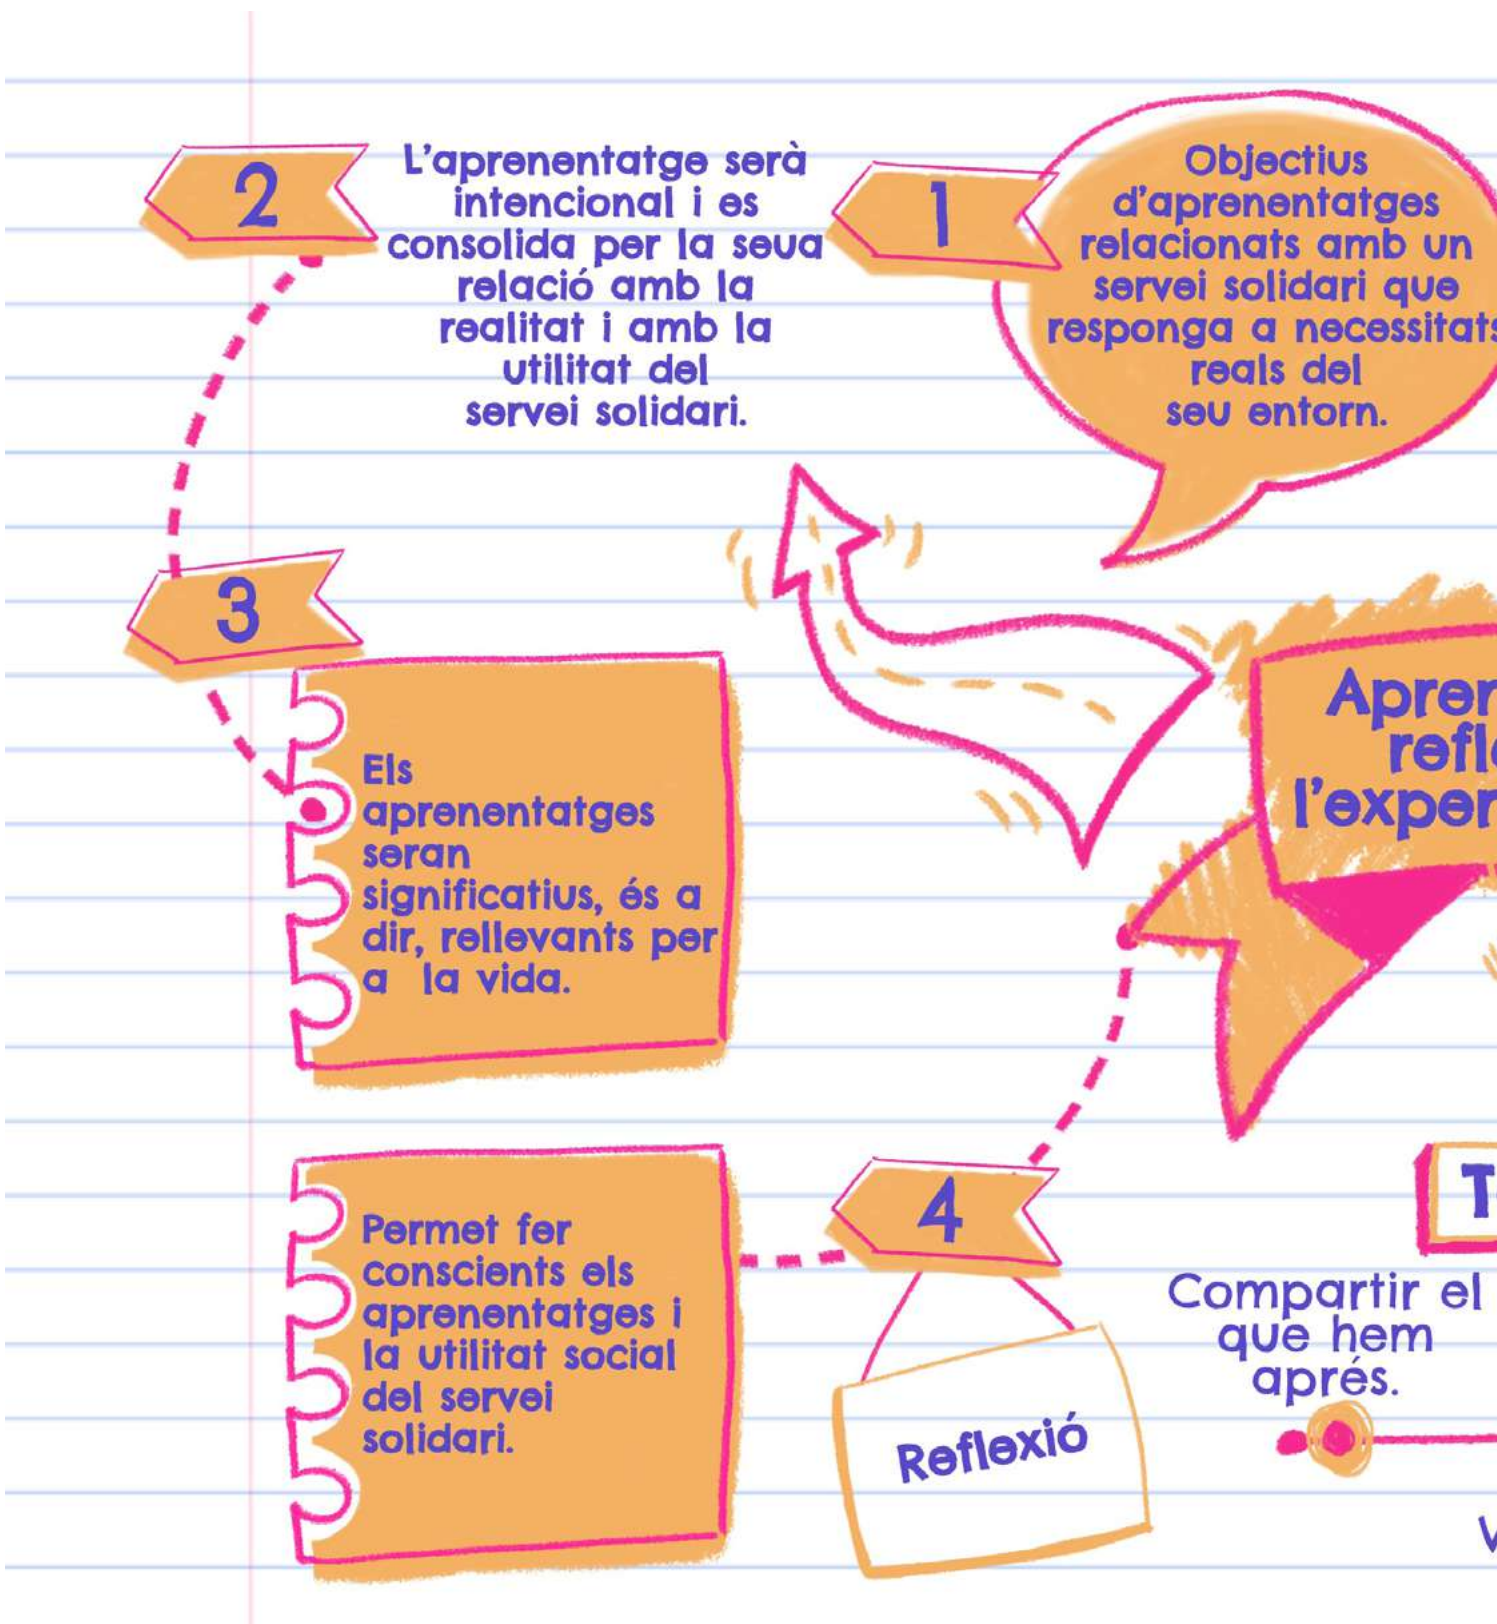 1
Objectius
d'aprenentatges
relacionats amb un
servei solidari que
responga a necessitats
reals del
seu entorn.
2
L'aprenentatge serà
intencional i es
consolida per la seua
relació amb la
realitat i amb la
utilitat del
servei solidari.
3
Els
aprenentatges
seran
significatius, és a
dir, rellevants per
a la vida.
4
Reflexió
Permet fer
conscients els
aprenentatges i
la utilitat social
del servei
solidari.
Compartir el
que hem
aprés.